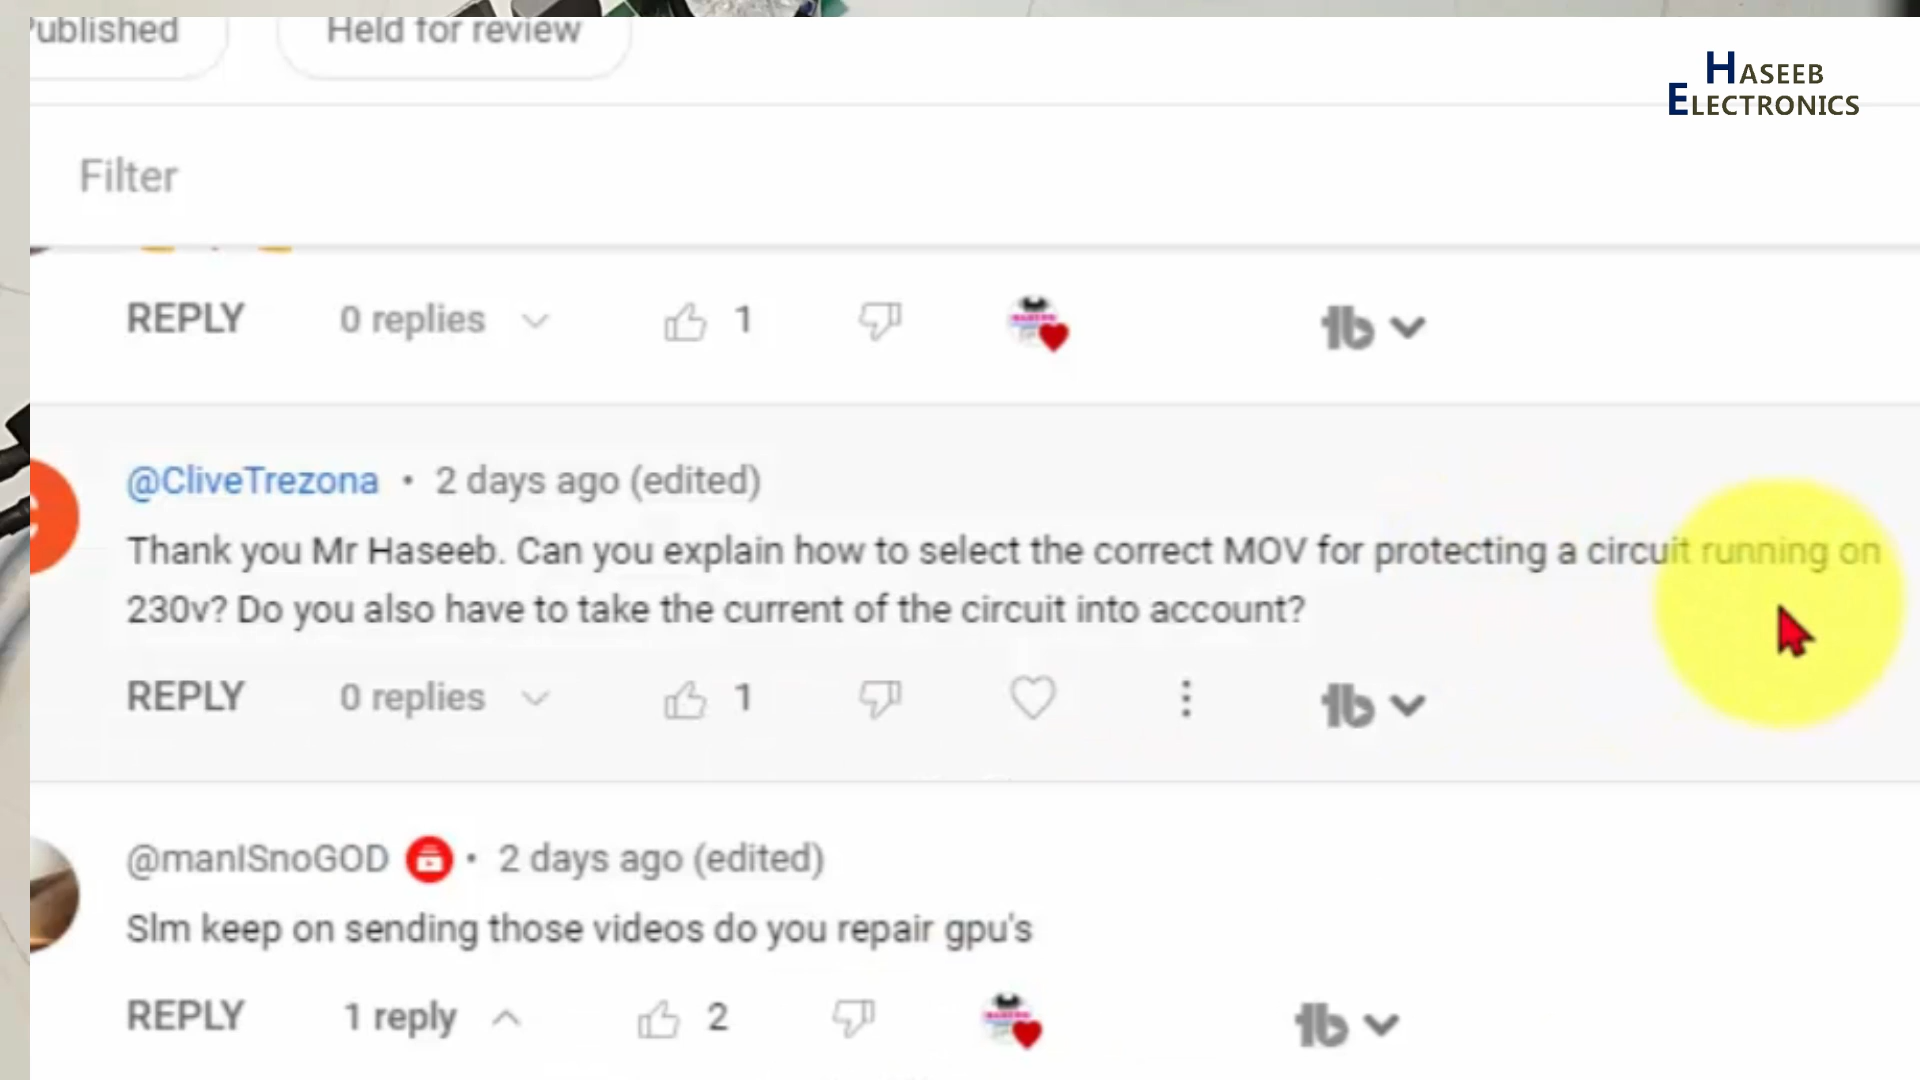 Published
Held for review
HASEEB
ELECTRONICS
Filter
REPLY 0 replies 1
@CliveTrezona • 2 days ago (edited)
Thank you Mr Haseeb. Can you explain how to select the correct MOV for protecting a circuit running on
230v? Do you also have to take the current of the circuit into account?
REPLY 0 replies 1
@manISnoGOD • 2 days ago (edited)
Slm keep on sending those videos do you repair gpu's
REPLY 1 reply 2